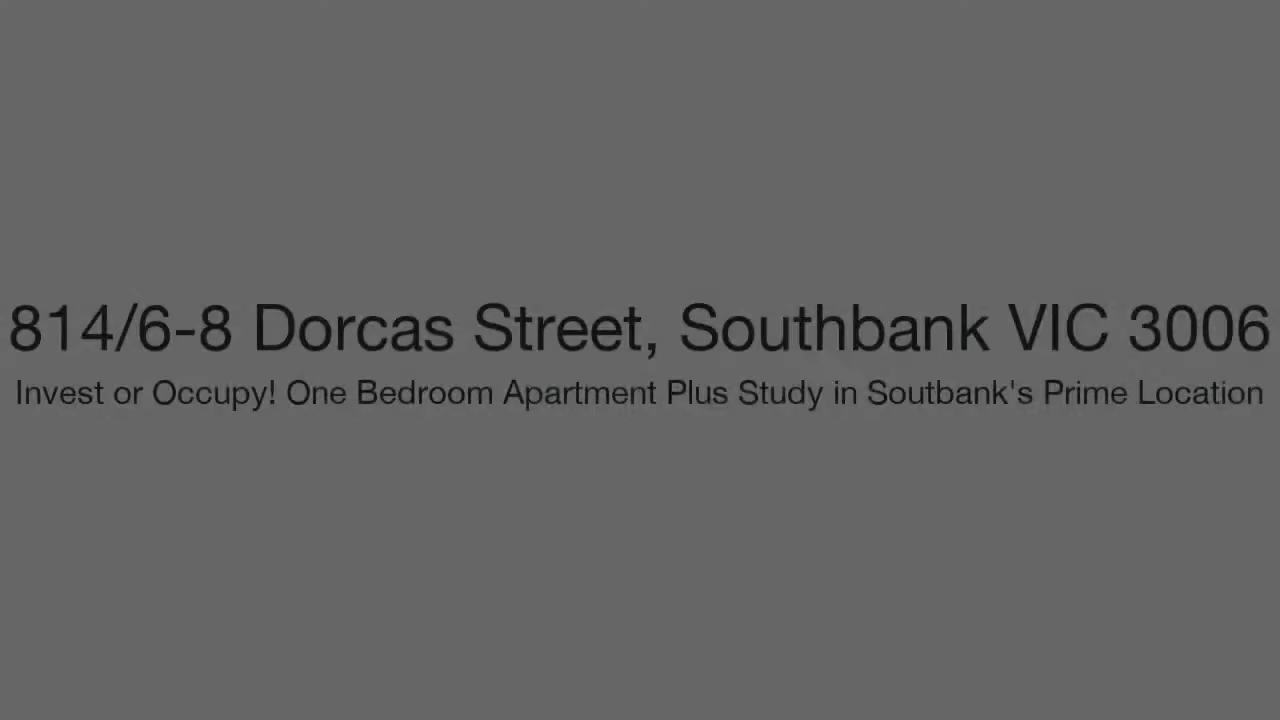 814/6-8 Dorcas Street, Southbank VIC 3006
Invest or Occupy! One Bedroom Apartment Plus Study in Soutbank's Prime Location